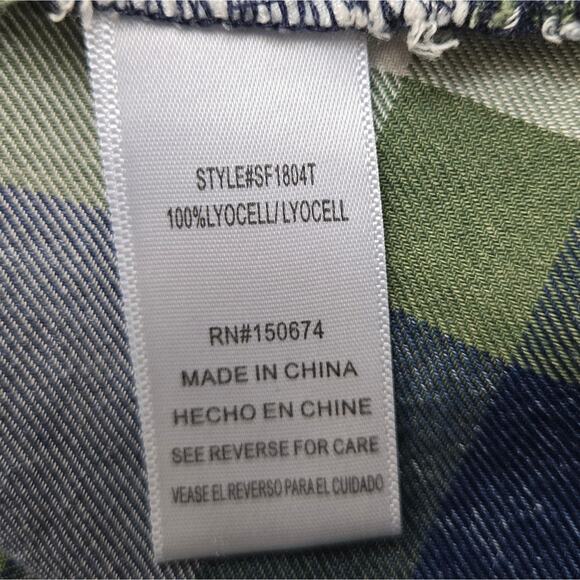 STYLE#SF1804T
100%LYOCELL/LYOCELL
RN#150674
MADE IN CHINA
HECHO EN CHINE
SEE REVERSE FOR CARE
VEASE EL REVERSO PARA EL CUIDADO